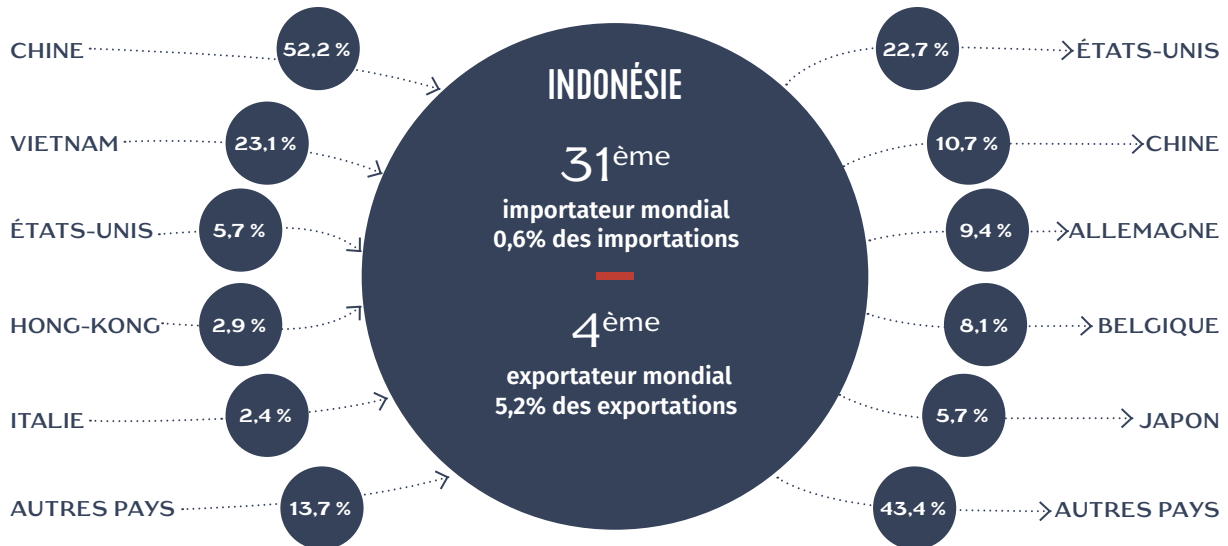 CHINE
52,2 %
VIETNAM
23,1 %
ÉTATS-UNIS
5,7 %
HONG-KONG
2,9 %
ITALIE
2,4 %
AUTRES PAYS
13,7 %
INDONÉSIE
31ème
importateur mondial
0,6% des importations
4ème
exportateur mondial
5,2% des exportations
22,7 %
ÉTATS-UNIS
10,7 %
CHINE
9,4 %
ALLEMAGNE
8,1 %
BELGIQUE
5,7 %
JAPON
43,4 %
AUTRES PAYS